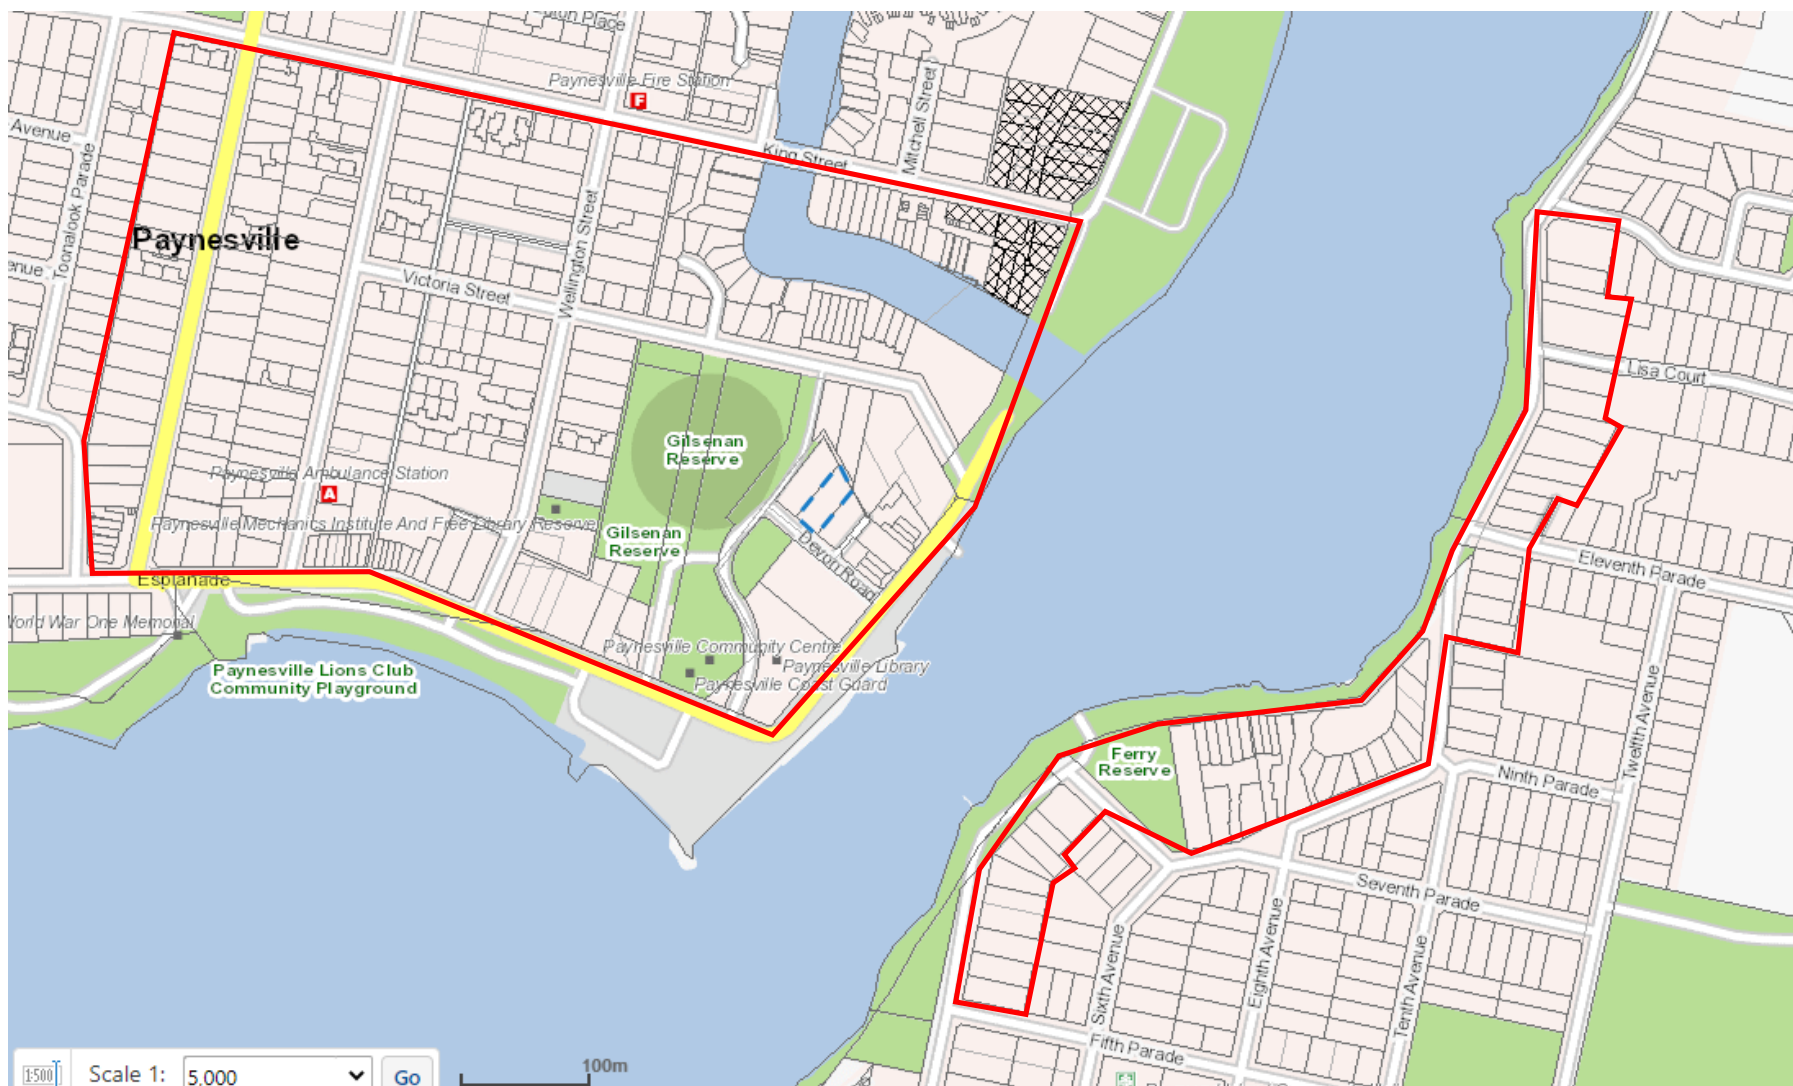 Paynesville Fire Station
F
Avenue
Toonalook Parade
Mitchell Street
King Street
Paynesville
Wellington Street
Victoria Street
Lisa Court
Gilsenan
Reserve
Paynesville Ambulance Station
A
Paynesville Mechanics Institute And Free Library Reserve
Gilsenan
Reserve
Devon Road
Eleventh Parade
Esplanade
World War One Memorial
Paynesville Community Centre
Paynesville Library
Paynesville Coast Guard
Paynesville Lions Club
Community Playground
Twelfth Avenue
Ferry
Reserve
Ninth Parade
Seventh Parade
Sixth Avenue
Eighth Avenue
Tenth Avenue
Fifth Parade
1:500
Scale 1:
5,000
Go
100m